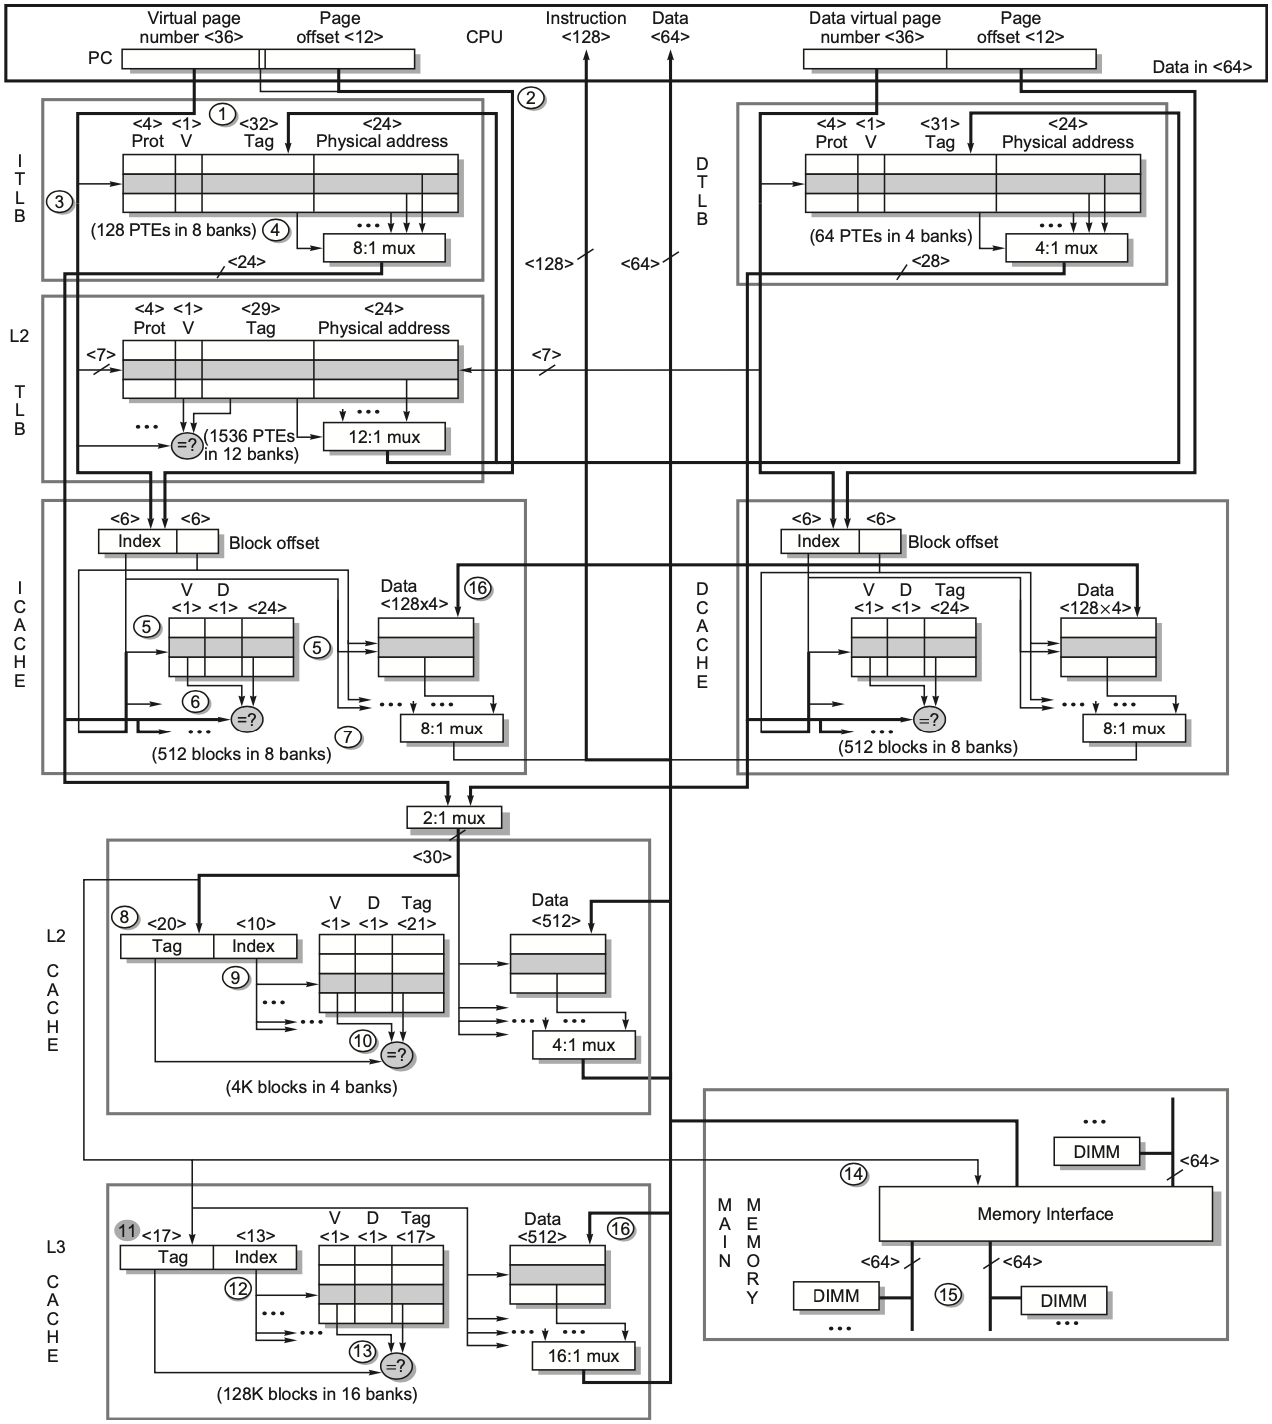 Virtual page
number <36>
Page
offset <12>
CPU
Instruction
<128>
Data
<64>
Data virtual page
number <36>
Page
offset <12>
PC
Data in <64>
1
2
I
T
L
B
<4>
Prot
<1>
V
<32>
Tag
<24>
Physical address
3
(128 PTEs in 8 banks)
4
8:1 mux
<24>
<128>
<64>
D
T
L
B
<4>
Prot
<1>
V
<31>
Tag
<24>
Physical address
(64 PTEs in 4 banks)
4:1 mux
<28>
L2
T
L
B
<4>
Prot
<1>
V
<29>
Tag
<24>
Physical address
<7>
<7>
=?
(1536 PTEs
in 12 banks)
12:1 mux
I
C
A
C
H
E
<6>
<6>
Index
Block offset
V
<1>
D
<1>
<24>
Data
<128x4>
16
5
5
6
=?
7
8:1 mux
(512 blocks in 8 banks)
D
C
A
C
H
E
<6>
<6>
Index
Block offset
V
<1>
D
<1>
Tag
<24>
Data
<128×4>
=?
8:1 mux
(512 blocks in 8 banks)
2:1 mux
<30>
L2
C
A
C
H
E
8
<20>
<10>
Tag
Index
V
<1>
D
<1>
Tag
<21>
Data
<512>
9
10
=?
4:1 mux
(4K blocks in 4 banks)
L3
C
A
C
H
E
11
<17>
<13>
Tag
Index
V
<1>
D
<1>
Tag
<17>
Data
<512>
16
12
13
=?
16:1 mux
(128K blocks in 16 banks)
M
A
I
N
M
E
M
O
R
Y
14
DIMM
<64>
Memory Interface
<64>
<64>
DIMM
15
DIMM